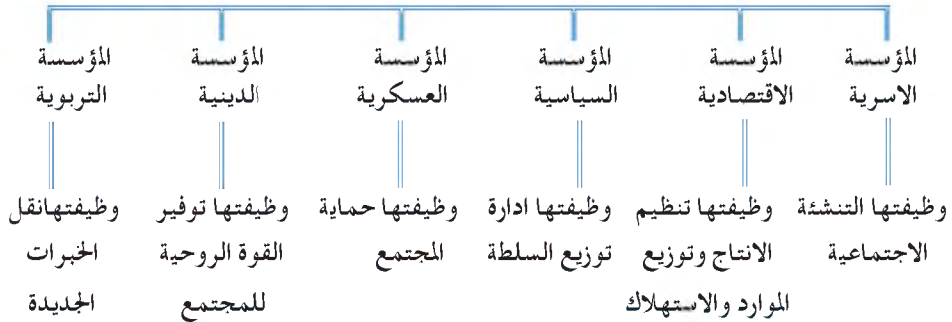 المؤسسة الاسرية
المؤسسة الاقتصادية
المؤسسة السياسية
المؤسسة العسكرية
المؤسسة الدينية
المؤسسة التربوية
وظيفتها التنشئة
الاجتماعية
وظيفتها تنظيم
الانتاج وتوزيع
الموارد والاستهلاك
وظيفتها ادارة
توزيع السلطة
وظيفتها حماية
المجتمع
وظيفتها توفير
القوة الروحية
للمجتمع
وظيفتهانقل
الخبرات
الجديدة